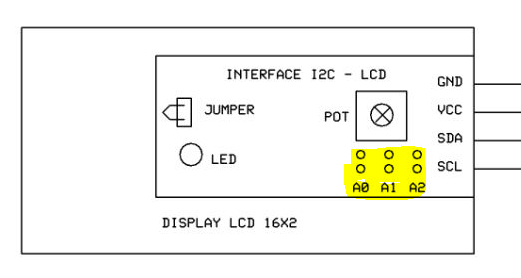 INTERFACE I2C - LCD
GND
JUMPER
POT
VCC
SDA
LED
SCL
A0 A1 A2
DISPLAY LCD 16X2